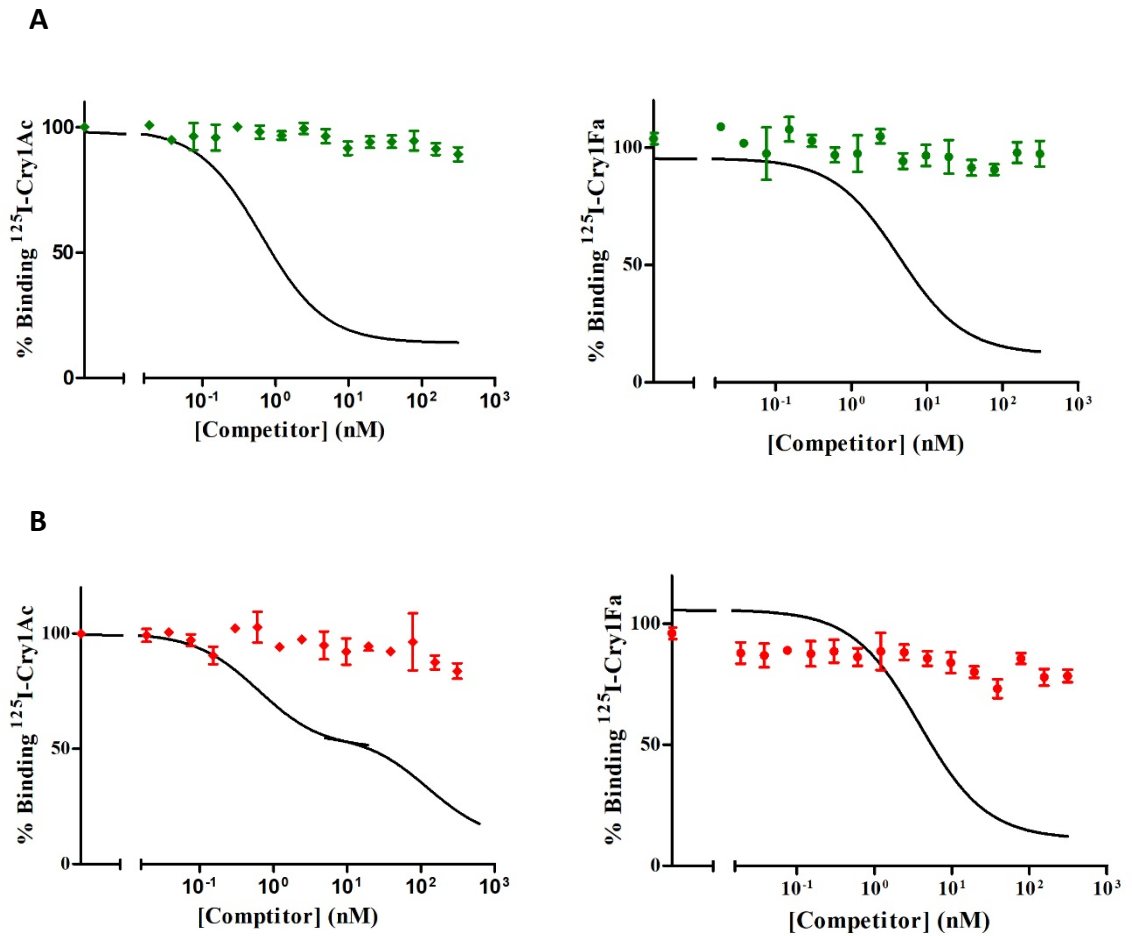 A
% Binding ¹²⁵I-Cry1Ac
100
50
0
10⁻¹ 10⁰ 10¹ 10² 10³
[Competitor] (nM)
% Binding ¹²⁵I-Cry1Fa
100
50
0
10⁻¹ 10⁰ 10¹ 10² 10³
[Competitor] (nM)
B
% Binding ¹²⁵I-Cry1Ac
100
50
0
10⁻¹ 10⁰ 10¹ 10² 10³
[Comptitor] (nM)
% Binding ¹²⁵I-Cry1Fa
100
50
0
10⁻¹ 10⁰ 10¹ 10² 10³
[Competitor] (nM)